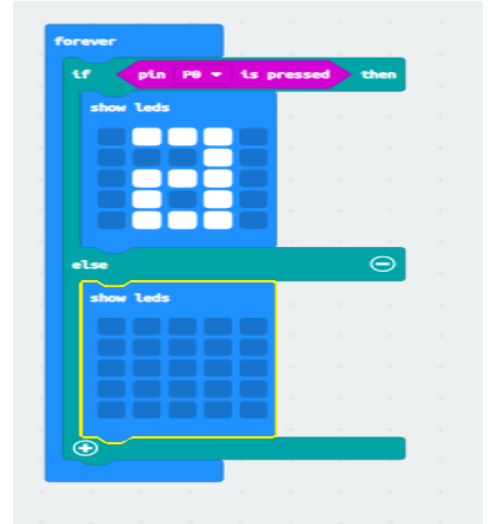 forever
if pin P0 is pressed then
show leds
else
show leds